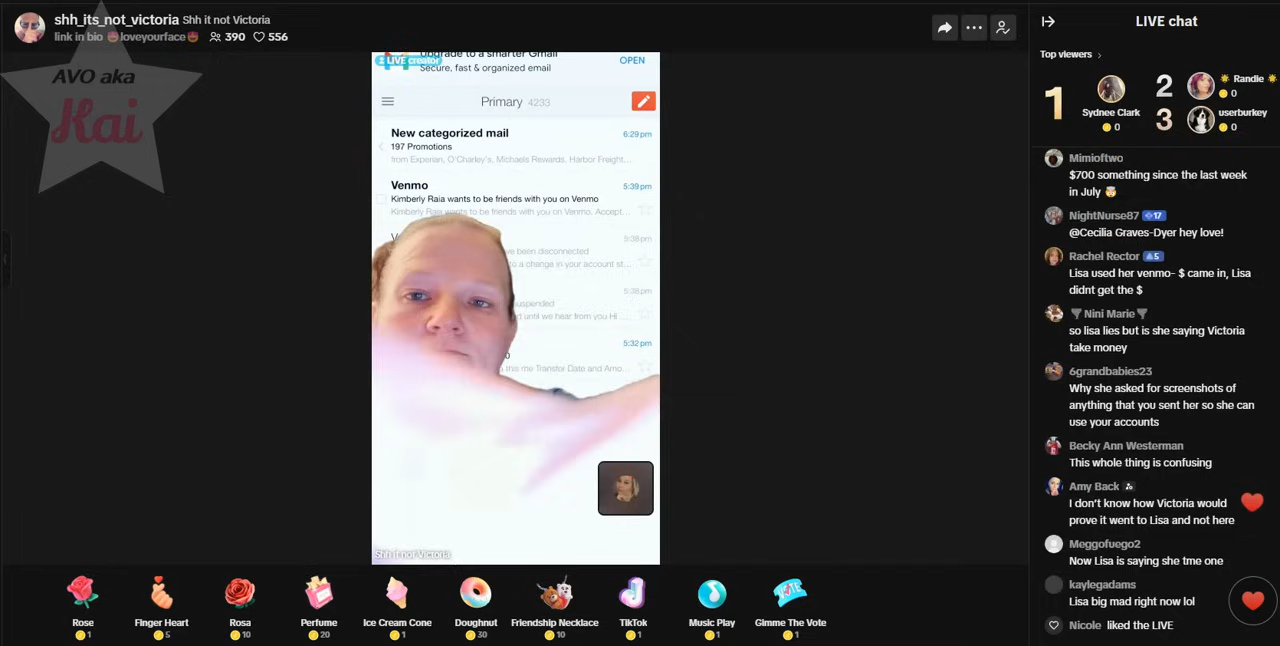 shh_its_not_victoria Shh it not Victoria
link in bio loveyourface 390 556
AVO aka
Kai
Upgrade to a smarter Gmail
LIVE creator
Secure, fast & organized email
OPEN
Primary 4233
New categorized mail 6:29 pm
197 Promotions
from Experian, O'Charley's, Michaels Rewards, Harbor Freight...
Venmo 5:39 pm
Kimberly Raia wants to be friends with you on Venmo
Kimberly Raia wants to be friends with you on Venmo. Accept...
5:38 pm
have been disconnected
to a change in your account st...
5:38 pm
suspended
until we hear from you Hi ...
5:32 pm
this me Transfer Date and Amo...
Shh it not Victoria
Rose
1
Finger Heart
5
Rosa
10
Perfume
20
Ice Cream Cone
1
Doughnut
30
Friendship Necklace
10
TikTok
1
Music Play
1
VOTE
Gimme The Vote
1
LIVE chat
Top viewers
1
Sydnee Clark
0
2
Randie
0
3
userburkey
0
Mimioftwo
$700 something since the last week
in July
NightNurse87 17
@Cecilia Graves-Dyer hey love!
Rachel Rector 5
Lisa used her venmo- $ came in, Lisa
didnt get the $
Nini Marie
so lisa lies but is she saying Victoria
take money
6grandbabies23
Why she asked for screenshots of
anything that you sent her so she can
use your accounts
Becky Ann Westerman
This whole thing is confusing
Amy Back
I don't know how Victoria would
prove it went to Lisa and not here
Meggofuego2
Now Lisa is saying she tme one
kaylegadams
Lisa big mad right now lol
Nicole liked the LIVE